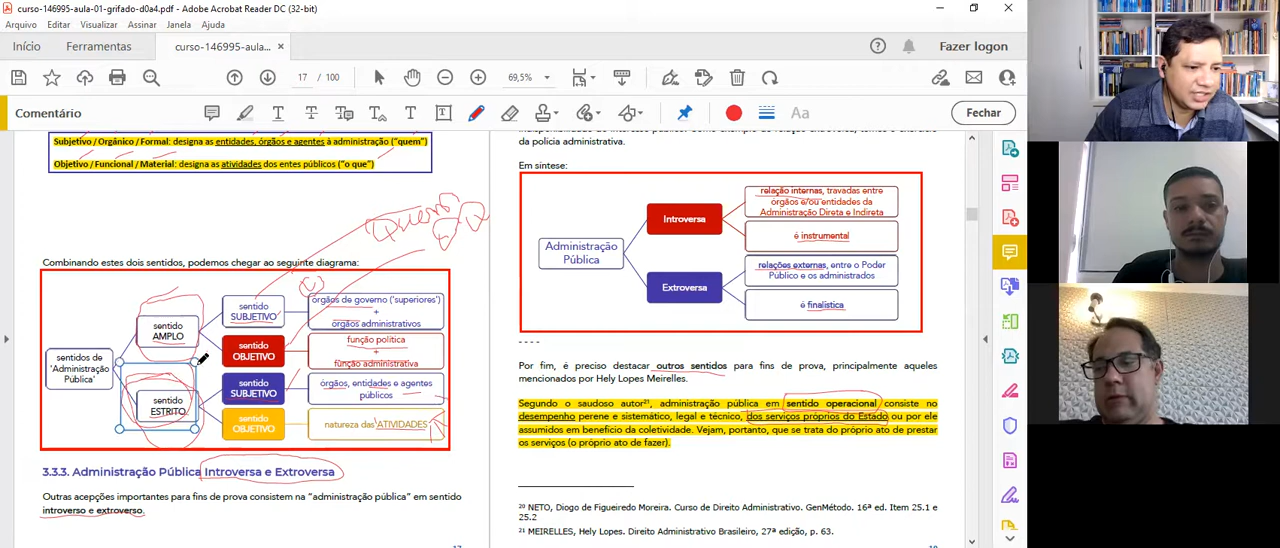 curso-146995-aula-01-grifado-d0a4.pdf - Adobe Acrobat Reader DC (32-bit)
Arquivo Editar Visualizar Assinar Janela Ajuda
Início Ferramentas curso-146995-aula... × Fazer logon
17 / 100 69,5%
Comentário Aa Fechar
Subjetivo / Orgânico / Formal: designa as entidades, órgãos e agentes à administração ("quem")
Objetivo / Funcional / Material: designa as atividades dos entes públicos ("o que")
Combinando estes dois sentidos, podemos chegar ao seguinte diagrama:
sentidos de 'Administração Pública'
sentido AMPLO
sentido SUBJETIVO
órgãos de governo ('superiores')
+
órgãos administrativos
sentido OBJETIVO
função política
+
função administrativa
sentido ESTRITO
sentido SUBJETIVO
órgãos, entidades e agentes públicos
sentido OBJETIVO
natureza das ATIVIDADES
3.3.3. Administração Pública Introversa e Extroversa
Outras acepções importantes para fins de prova consistem na "administração pública" em sentido
introverso e extroverso.
17
da polícia administrativa.
Em síntese:
Administração Pública
Introversa
relação internas, travadas entre
órgãos e/ou entidades da
Administração Direta e Indireta
é instrumental
Extroversa
relações externas, entre o Poder
Público e os administrados
é finalística
----
Por fim, é preciso destacar outros sentidos para fins de prova, principalmente aqueles
mencionados por Hely Lopes Meirelles.
Segundo o saudoso autor21, administração pública em sentido operacional consiste no
desempenho perene e sistemático, legal e técnico, dos serviços próprios do Estado ou por ele
assumidos em benefício da coletividade. Vejam, portanto, que se trata do próprio ato de prestar
os serviços (o próprio ato de fazer).
20 NETO, Diogo de Figueiredo Moreira. Curso de Direito Administrativo. GenMétodo. 16ª ed. Item 25.1 e
25.2
21 MEIRELLES, Hely Lopes. Direito Administrativo Brasileiro, 27ª edição, p. 63.